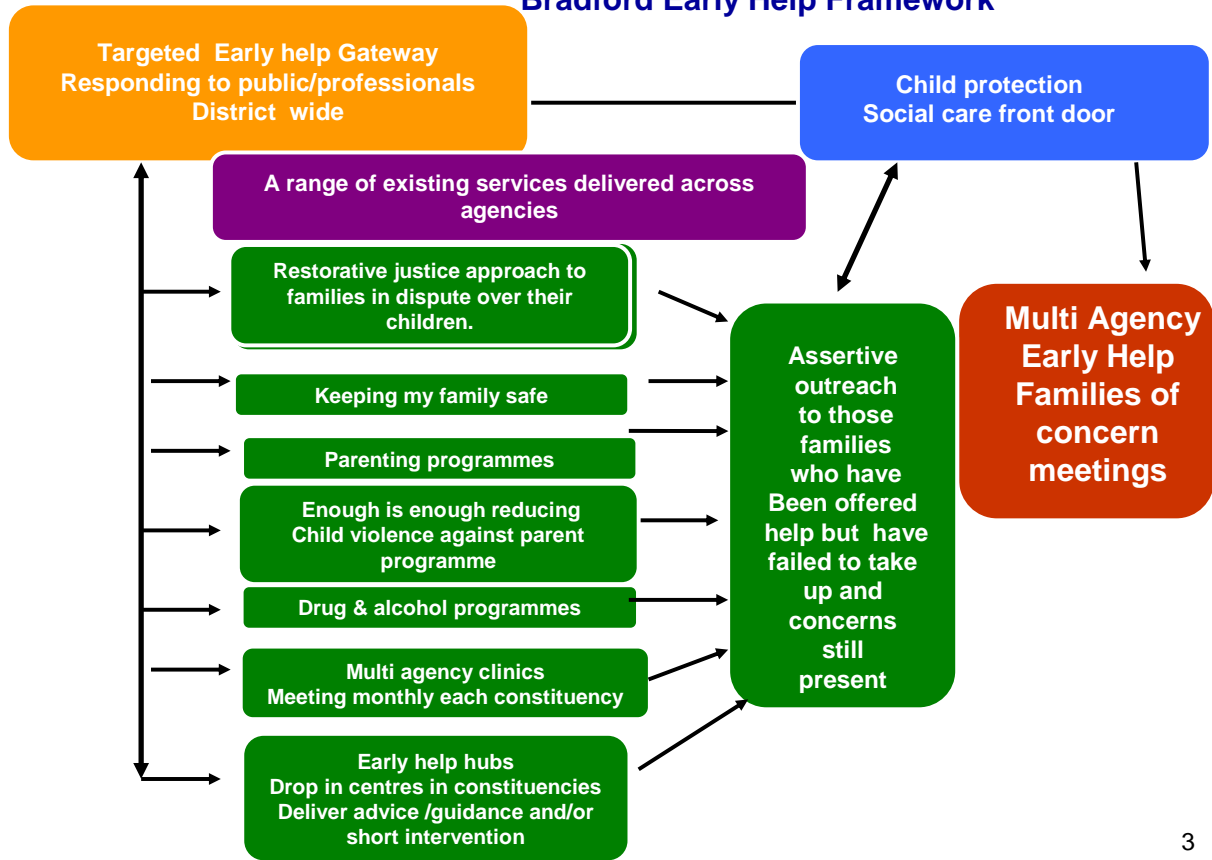 Bradford Early Help Framework
Targeted Early help Gateway
Responding to public/professionals
District wide
Child protection
Social care front door
A range of existing services delivered across
agencies
Restorative justice approach to
families in dispute over their
children.
Keeping my family safe
Parenting programmes
Enough is enough reducing
Child violence against parent
programme
Drug & alcohol programmes
Multi agency clinics
Meeting monthly each constituency
Early help hubs
Drop in centres in constituencies
Deliver advice /guidance and/or
short intervention
Assertive
outreach
to those
families
who have
Been offered
help but have
failed to take
up and
concerns
still
present
Multi Agency
Early Help
Families of
concern
meetings
3